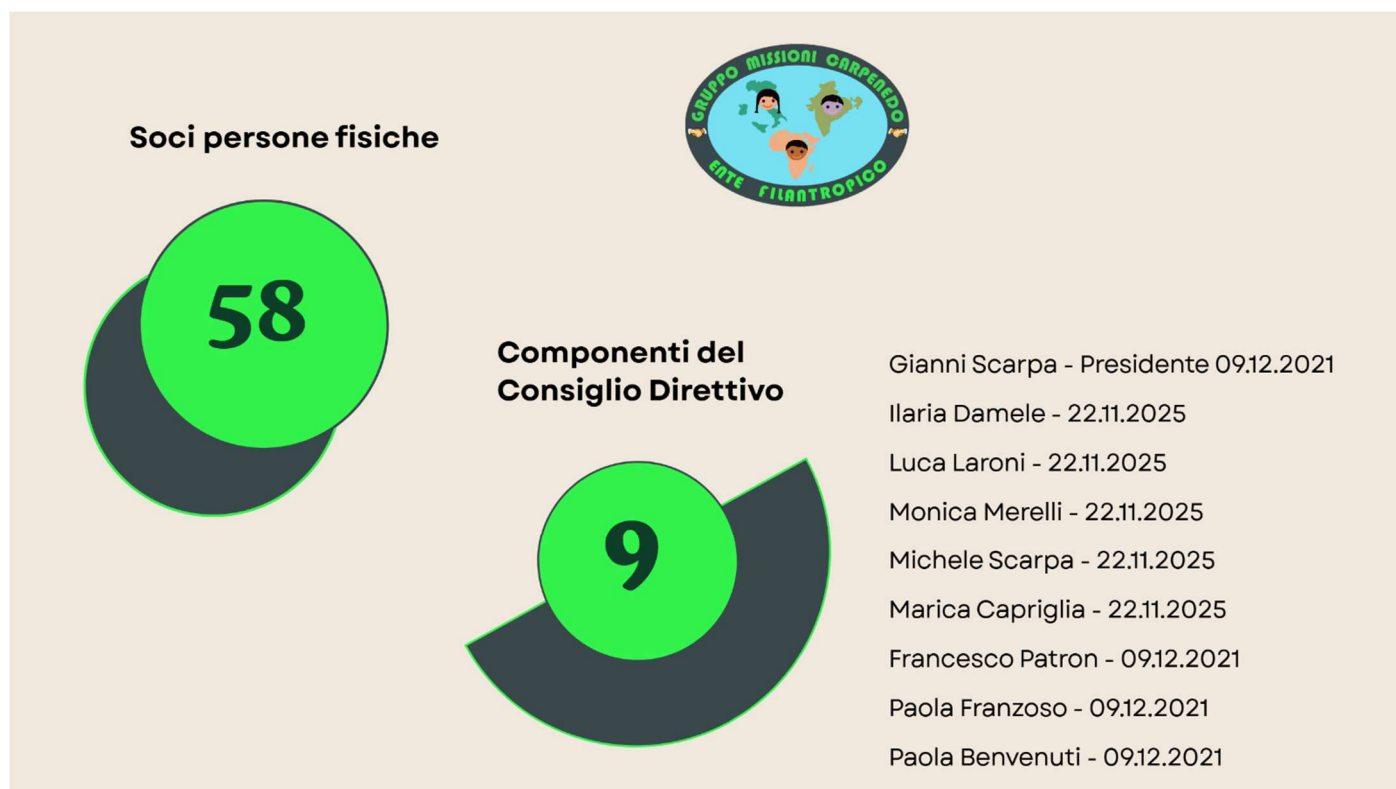 GRUPPO MISSIONI CARPENEDO
ENTE FILANTROPICO
Soci persone fisiche
58
Componenti del
Consiglio Direttivo
9
Gianni Scarpa - Presidente 09.12.2021
Ilaria Damele - 22.11.2025
Luca Laroni - 22.11.2025
Monica Merelli - 22.11.2025
Michele Scarpa - 22.11.2025
Marica Capriglia - 22.11.2025
Francesco Patron - 09.12.2021
Paola Franzoso - 09.12.2021
Paola Benvenuti - 09.12.2021